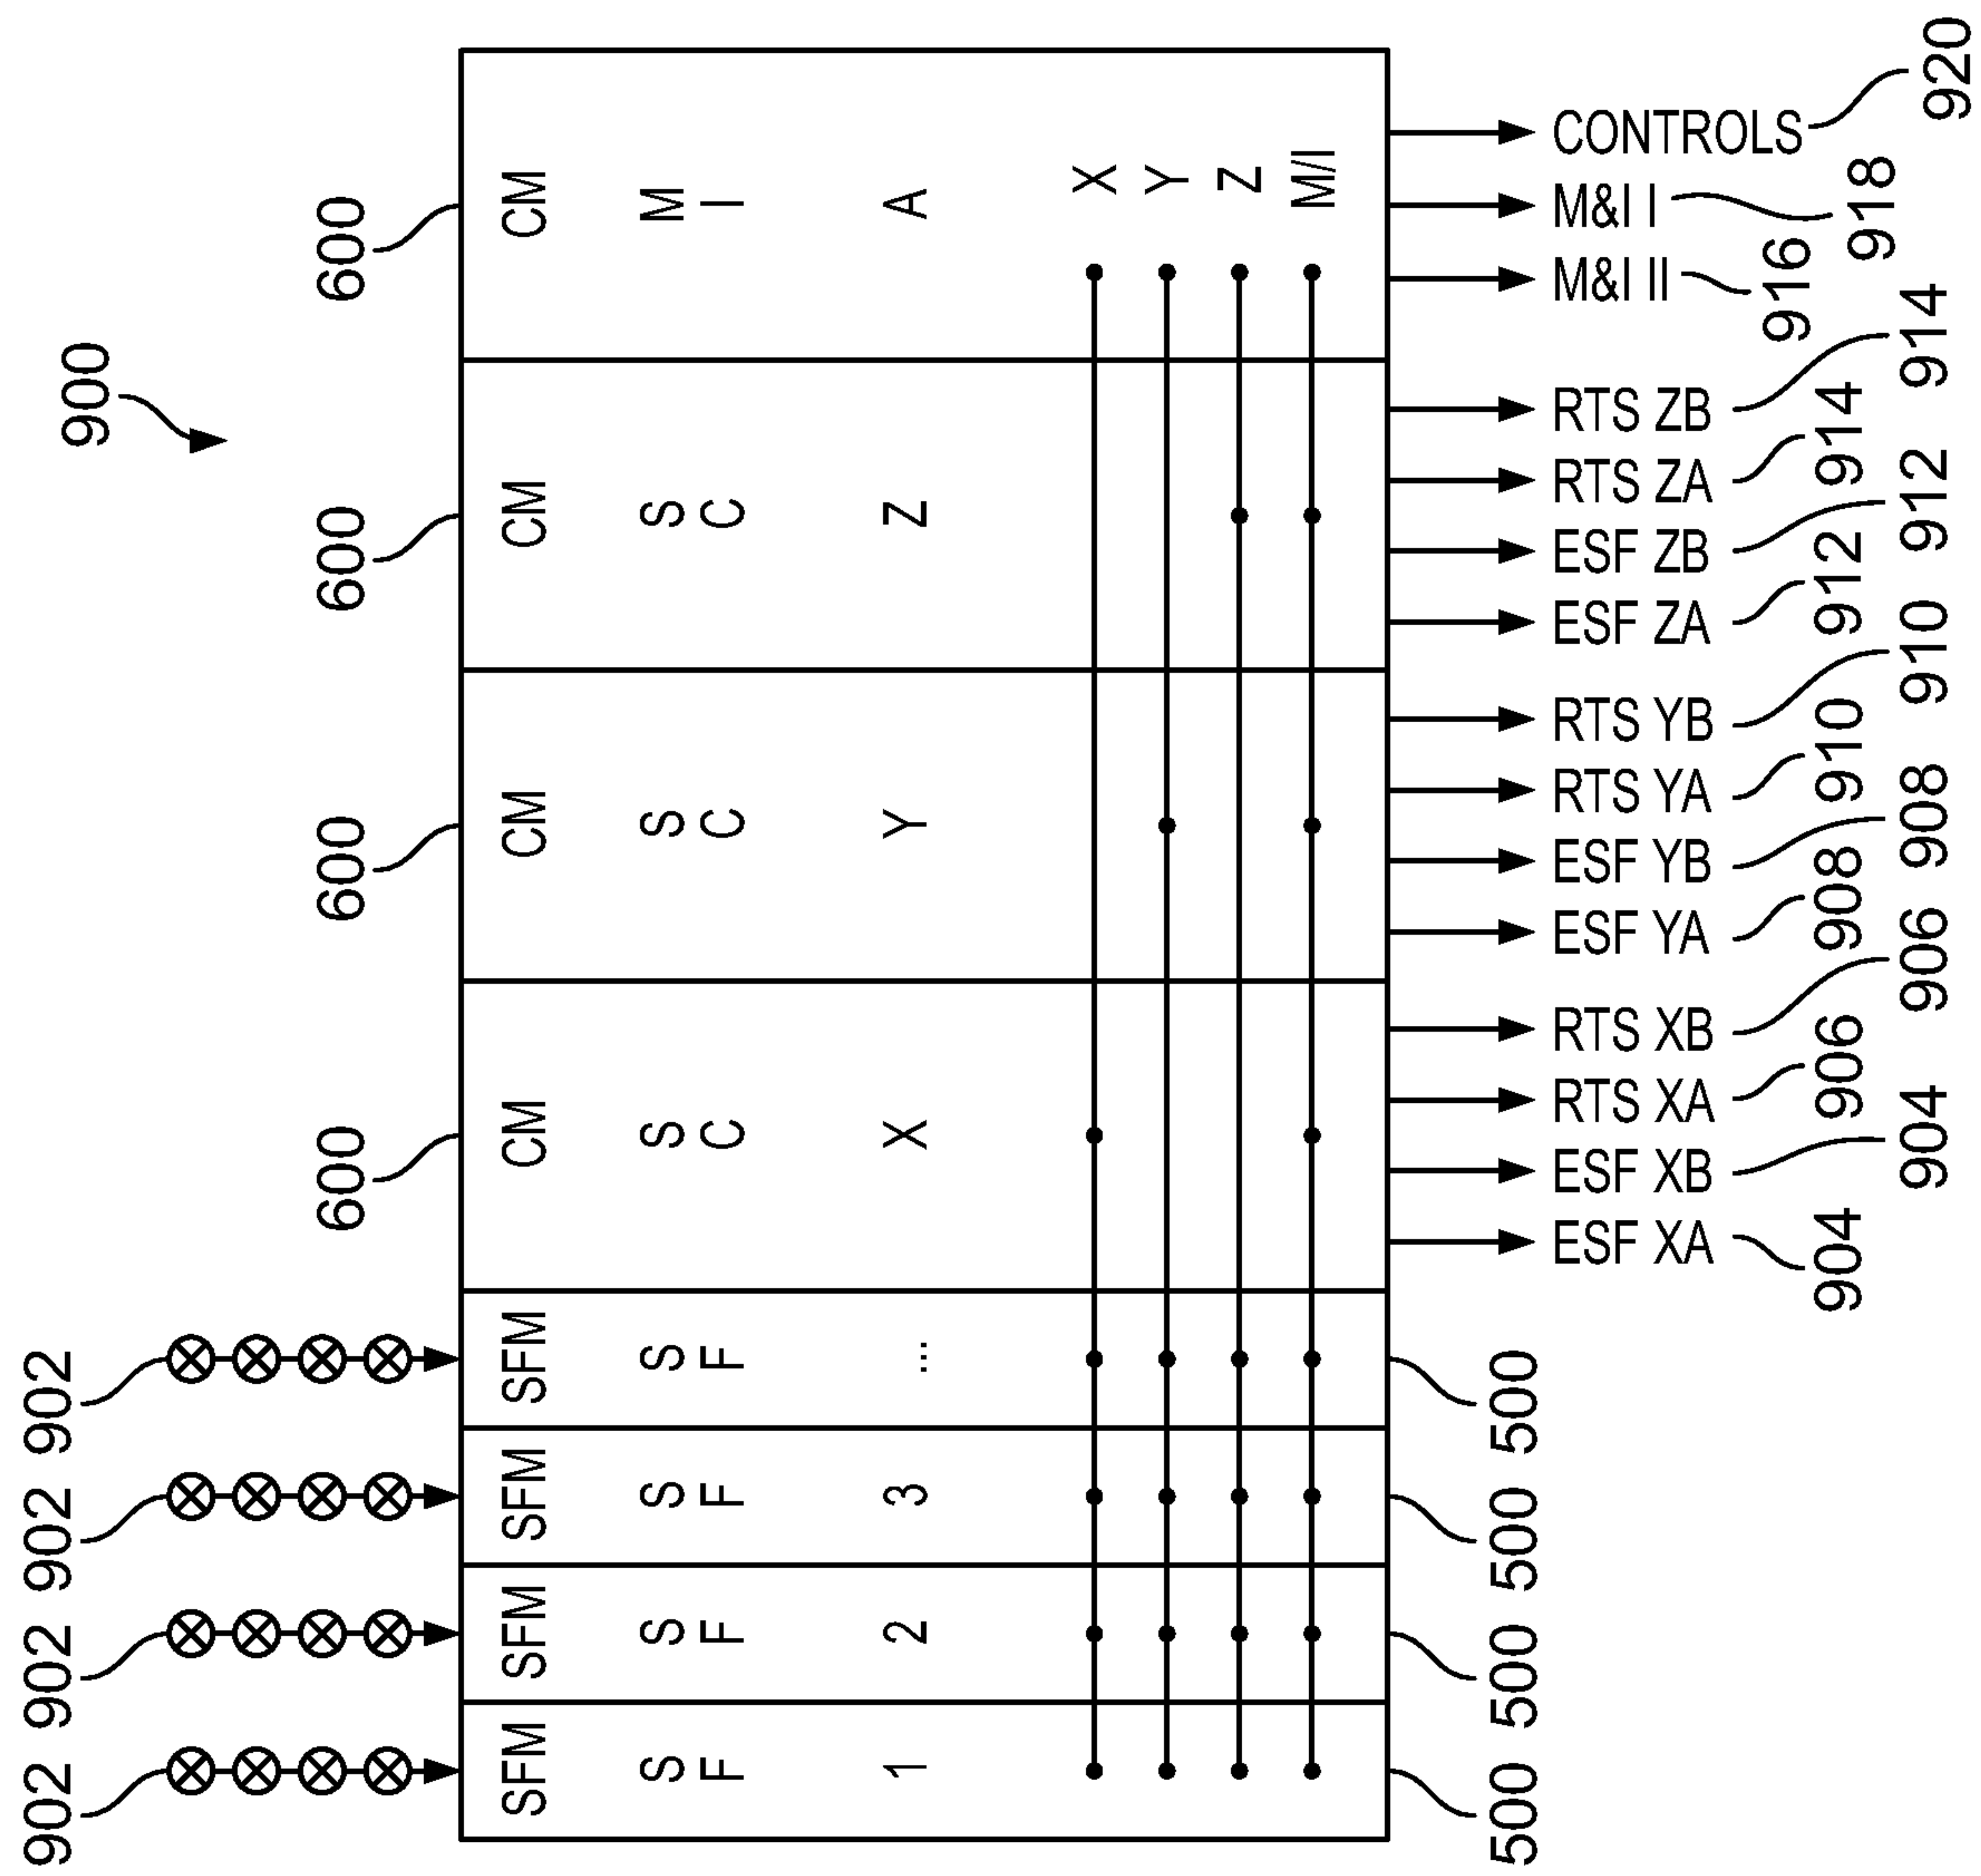 900
902 902 902 902
600 600 600 600
SFM SFM SFM SFM CM CM CM CM
S S S S S S S M
F F F F C C C I
1 2 3 ... X Y Z A
X
Y
Z
M/I
500 500 500 500
ESF XA ESF XB RTS XA RTS XB ESF YA ESF YB RTS YA RTS YB ESF ZA ESF ZB RTS ZA RTS ZB M&I II M&I I CONTROLS
904 904 906 906 908 908 910 910 912 912 914 914 916 918 920